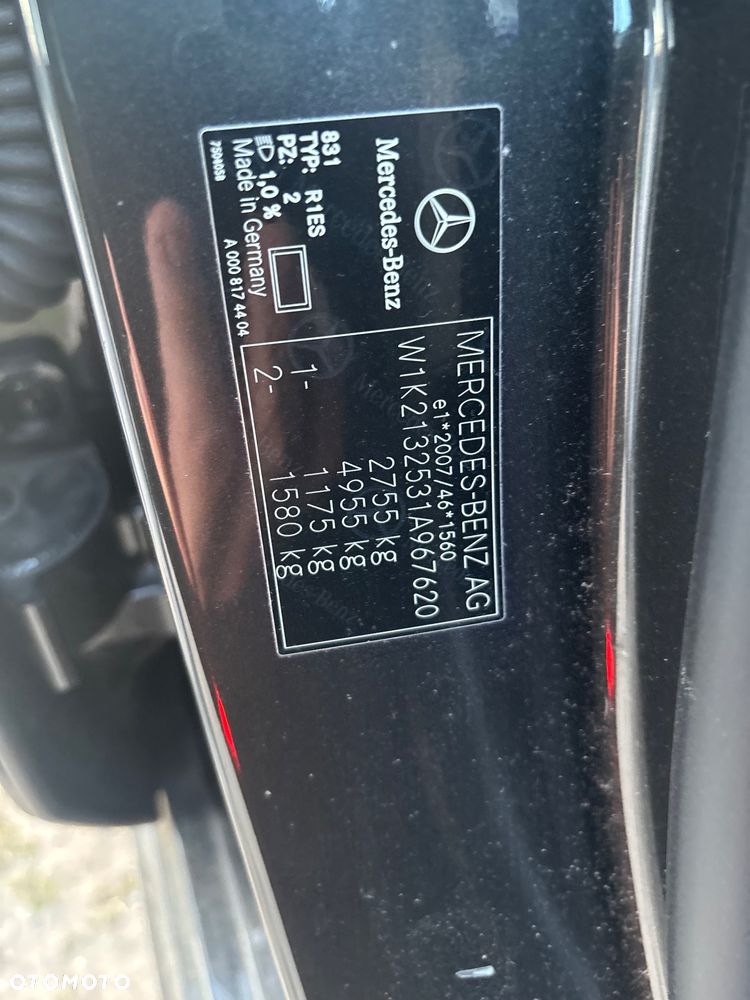 Mercedes-Benz
831
TYP: R1ES
PZ: 2
1,0 %
Made in Germany
7504058
A 000 817 44 04
MERCEDES-BENZ AG
e1*2007/46*1560
W1K2132531A967620
2755 kg
4955 kg
1- 1175 kg
2- 1580 kg
OTOMOTO